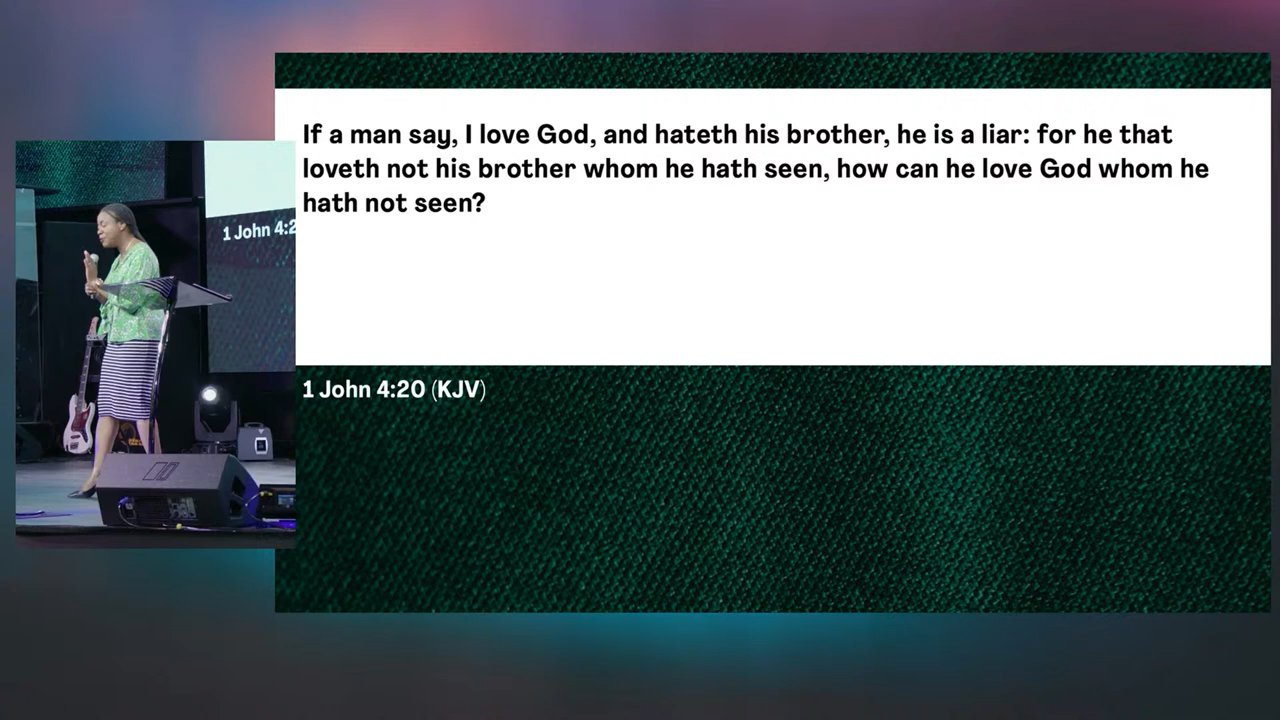 If a man say, I love God, and hateth his brother, he is a liar: for he that
loveth not his brother whom he hath seen, how can he love God whom he
hath not seen?
1 John 4:20 (KJV)
1 John 4:2